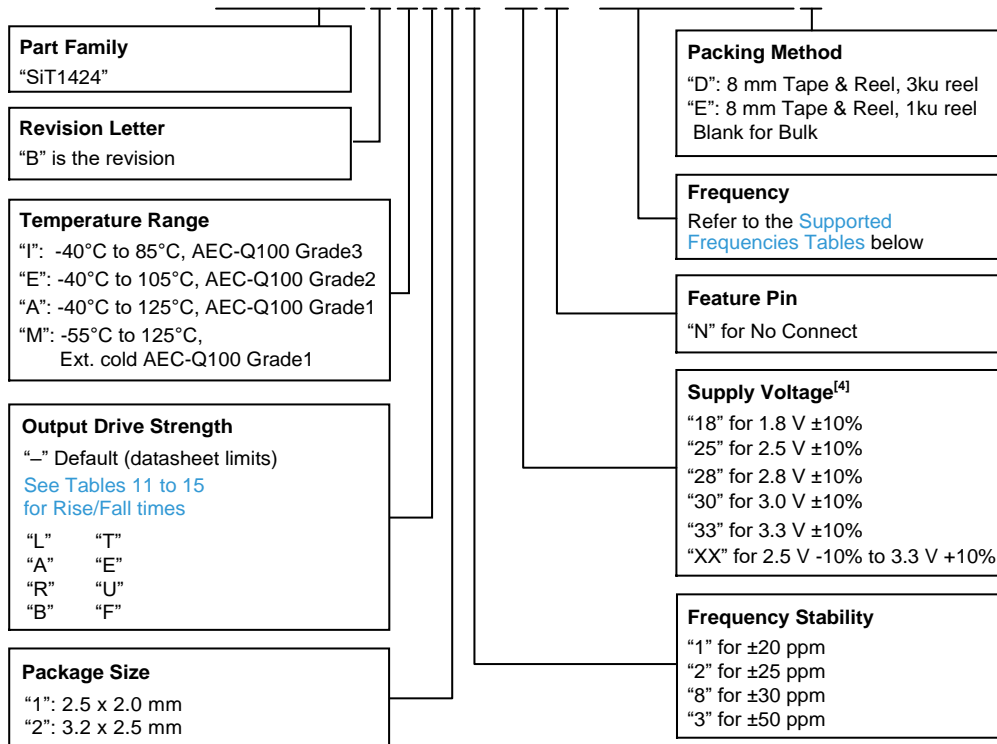 Part Family
“SiT1424”
Revision Letter
“B” is the revision
Temperature Range
“I”: -40°C to 85°C, AEC-Q100 Grade3
“E”: -40°C to 105°C, AEC-Q100 Grade2
“A”: -40°C to 125°C, AEC-Q100 Grade1
“M”: -55°C to 125°C,
Ext. cold AEC-Q100 Grade1
Output Drive Strength
“–” Default (datasheet limits)
See Tables 11 to 15
for Rise/Fall times
“L” “T”
“A” “E”
“R” “U”
“B” “F”
Package Size
“1”: 2.5 x 2.0 mm
“2”: 3.2 x 2.5 mm
Packing Method
“D”: 8 mm Tape & Reel, 3ku reel
“E”: 8 mm Tape & Reel, 1ku reel
Blank for Bulk
Frequency
Refer to the Supported
Frequencies Tables below
Feature Pin
“N” for No Connect
Supply Voltage[4]
“18” for 1.8 V ±10%
“25” for 2.5 V ±10%
“28” for 2.8 V ±10%
“30” for 3.0 V ±10%
“33” for 3.3 V ±10%
“XX” for 2.5 V -10% to 3.3 V +10%
Frequency Stability
“1” for ±20 ppm
“2” for ±25 ppm
“8” for ±30 ppm
“3” for ±50 ppm